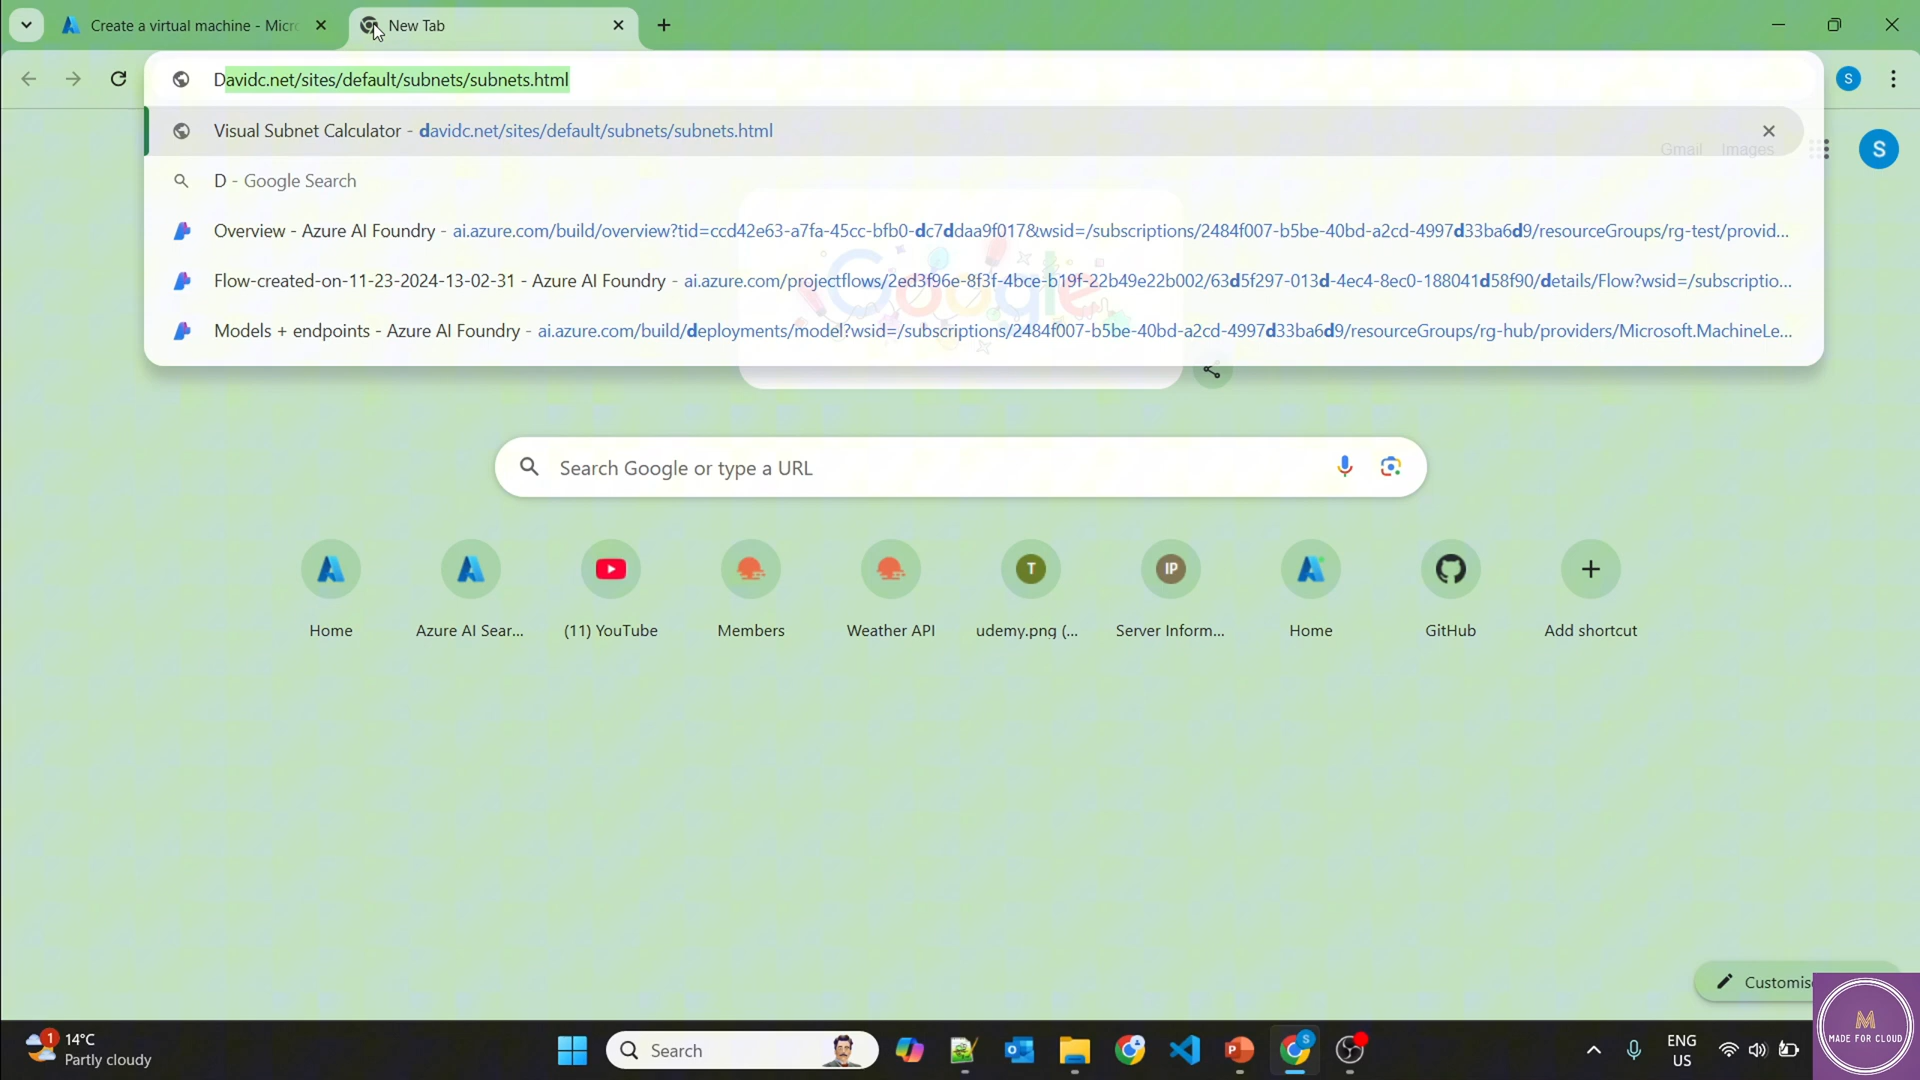 Create a virtual machine - Micr
New Tab
Davidc.net/sites/default/subnets/subnets.html
S
Visual Subnet Calculator - davidc.net/sites/default/subnets/subnets.html
Gmail Images
S
D - Google Search
Overview - Azure AI Foundry - ai.azure.com/build/overview?tid=ccd42e63-a7fa-45cc-bfb0-dc7ddaa9f017&wsid=/subscriptions/2484f007-b5be-40bd-a2cd-4997d33ba6d9/resourceGroups/rg-test/provid...
Flow-created-on-11-23-2024-13-02-31 - Azure AI Foundry - ai.azure.com/projectflows/2ed3f96e-8f3f-4bce-b19f-22b49e22b002/63d5f297-013d-4ec4-8ec0-188041d58f90/details/Flow?wsid=/subscriptio...
Google
Models + endpoints - Azure AI Foundry - ai.azure.com/build/deployments/model?wsid=/subscriptions/2484f007-b5be-40bd-a2cd-4997d33ba6d9/resourceGroups/rg-hub/providers/Microsoft.MachineLe...
Search Google or type a URL
T
IP
Home
Azure AI Sear...
(11) YouTube
Members
Weather API
udemy.png (...
Server Inform...
Home
GitHub
Add shortcut
Customis
M
MADE FOR CLOUD
1
14°C
Partly cloudy
Search
S
ENG
US